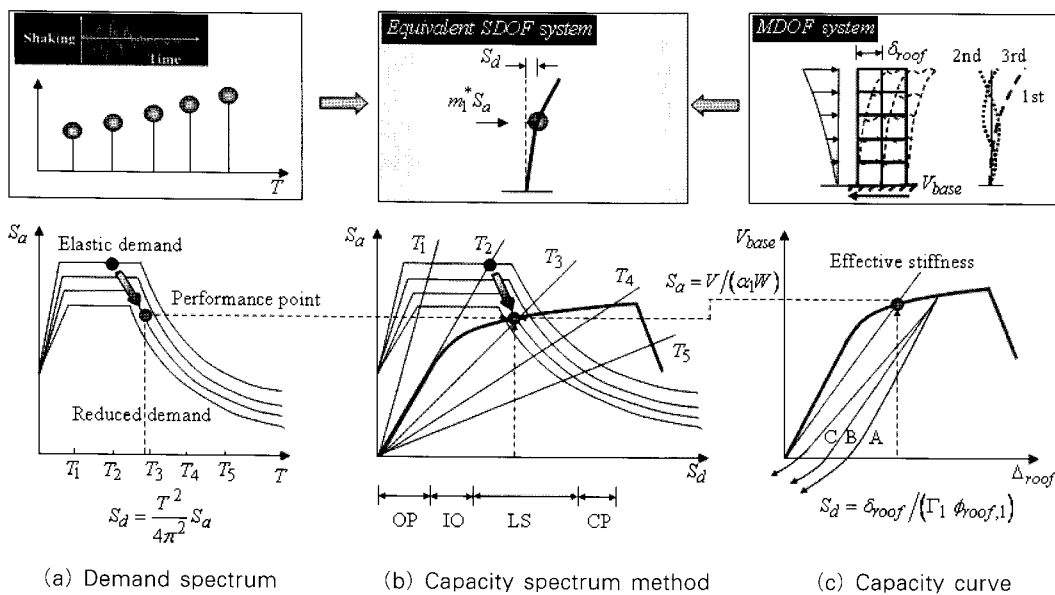 Shaking
Time
T
Equivalent SDOF system
S_d
m_1^* S_a
MDOF system
δ_roof
2nd 3rd
1st
V_base
S_a
Elastic demand
Performance point
Reduced demand
T_1 T_2 T_3 T_4 T_5 T
S_d = T^2/4π^2 S_a
(a) Demand spectrum
S_a
T_1
T_2
T_3
T_4
T_5
S_d
OP IO LS CP
(b) Capacity spectrum method
V_base
Effective stiffness
S_a = V/(α_1W)
C B A
Δ_roof
S_d = δ_roof/(Γ_1 ϕ_roof,1)
(c) Capacity curve